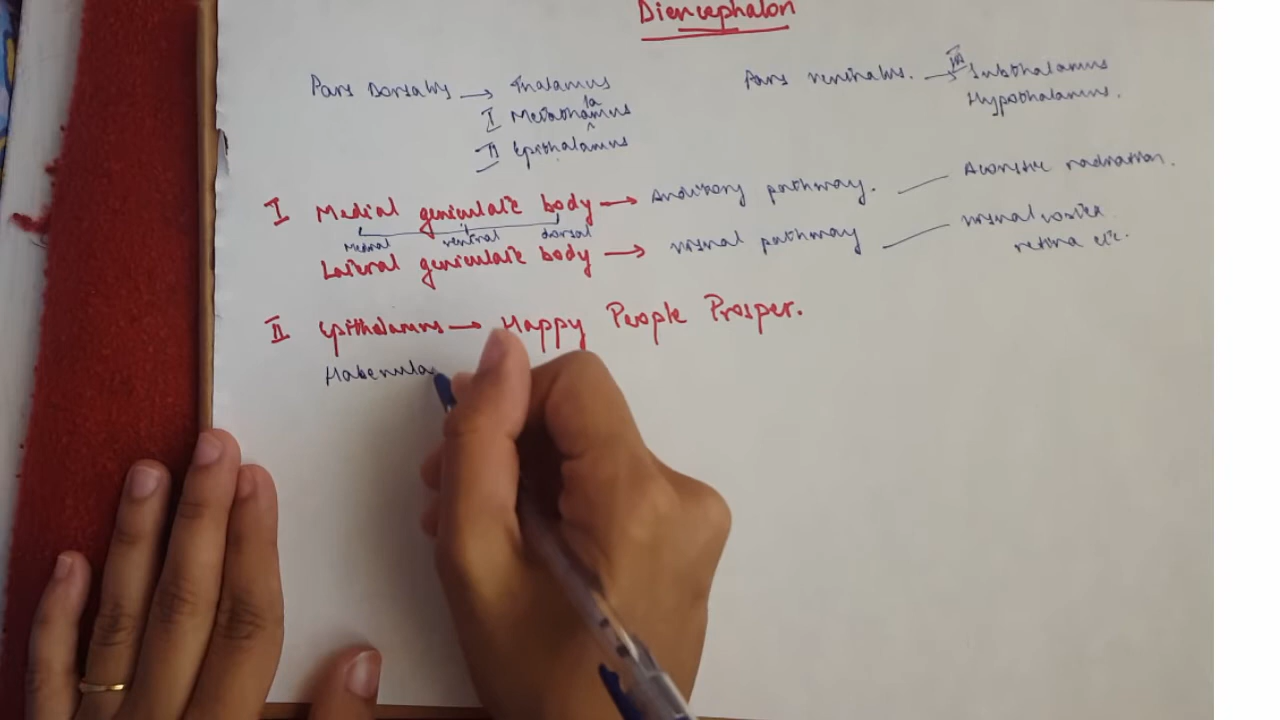 Diencephalon
Pars Dorsalis → Thalamus
I Metathalamus
II Epithalamus
Pars ventralis. → III Subthalamus
Hypothalamus.
I Medial geniculate body → Auditory pathway. — Acoustic radiation.
medial ventral dorsal
Lateral geniculate body → visual pathway — visual cortex
retina etc.
II Epithalamus → Happy People Prosper.
Habenula